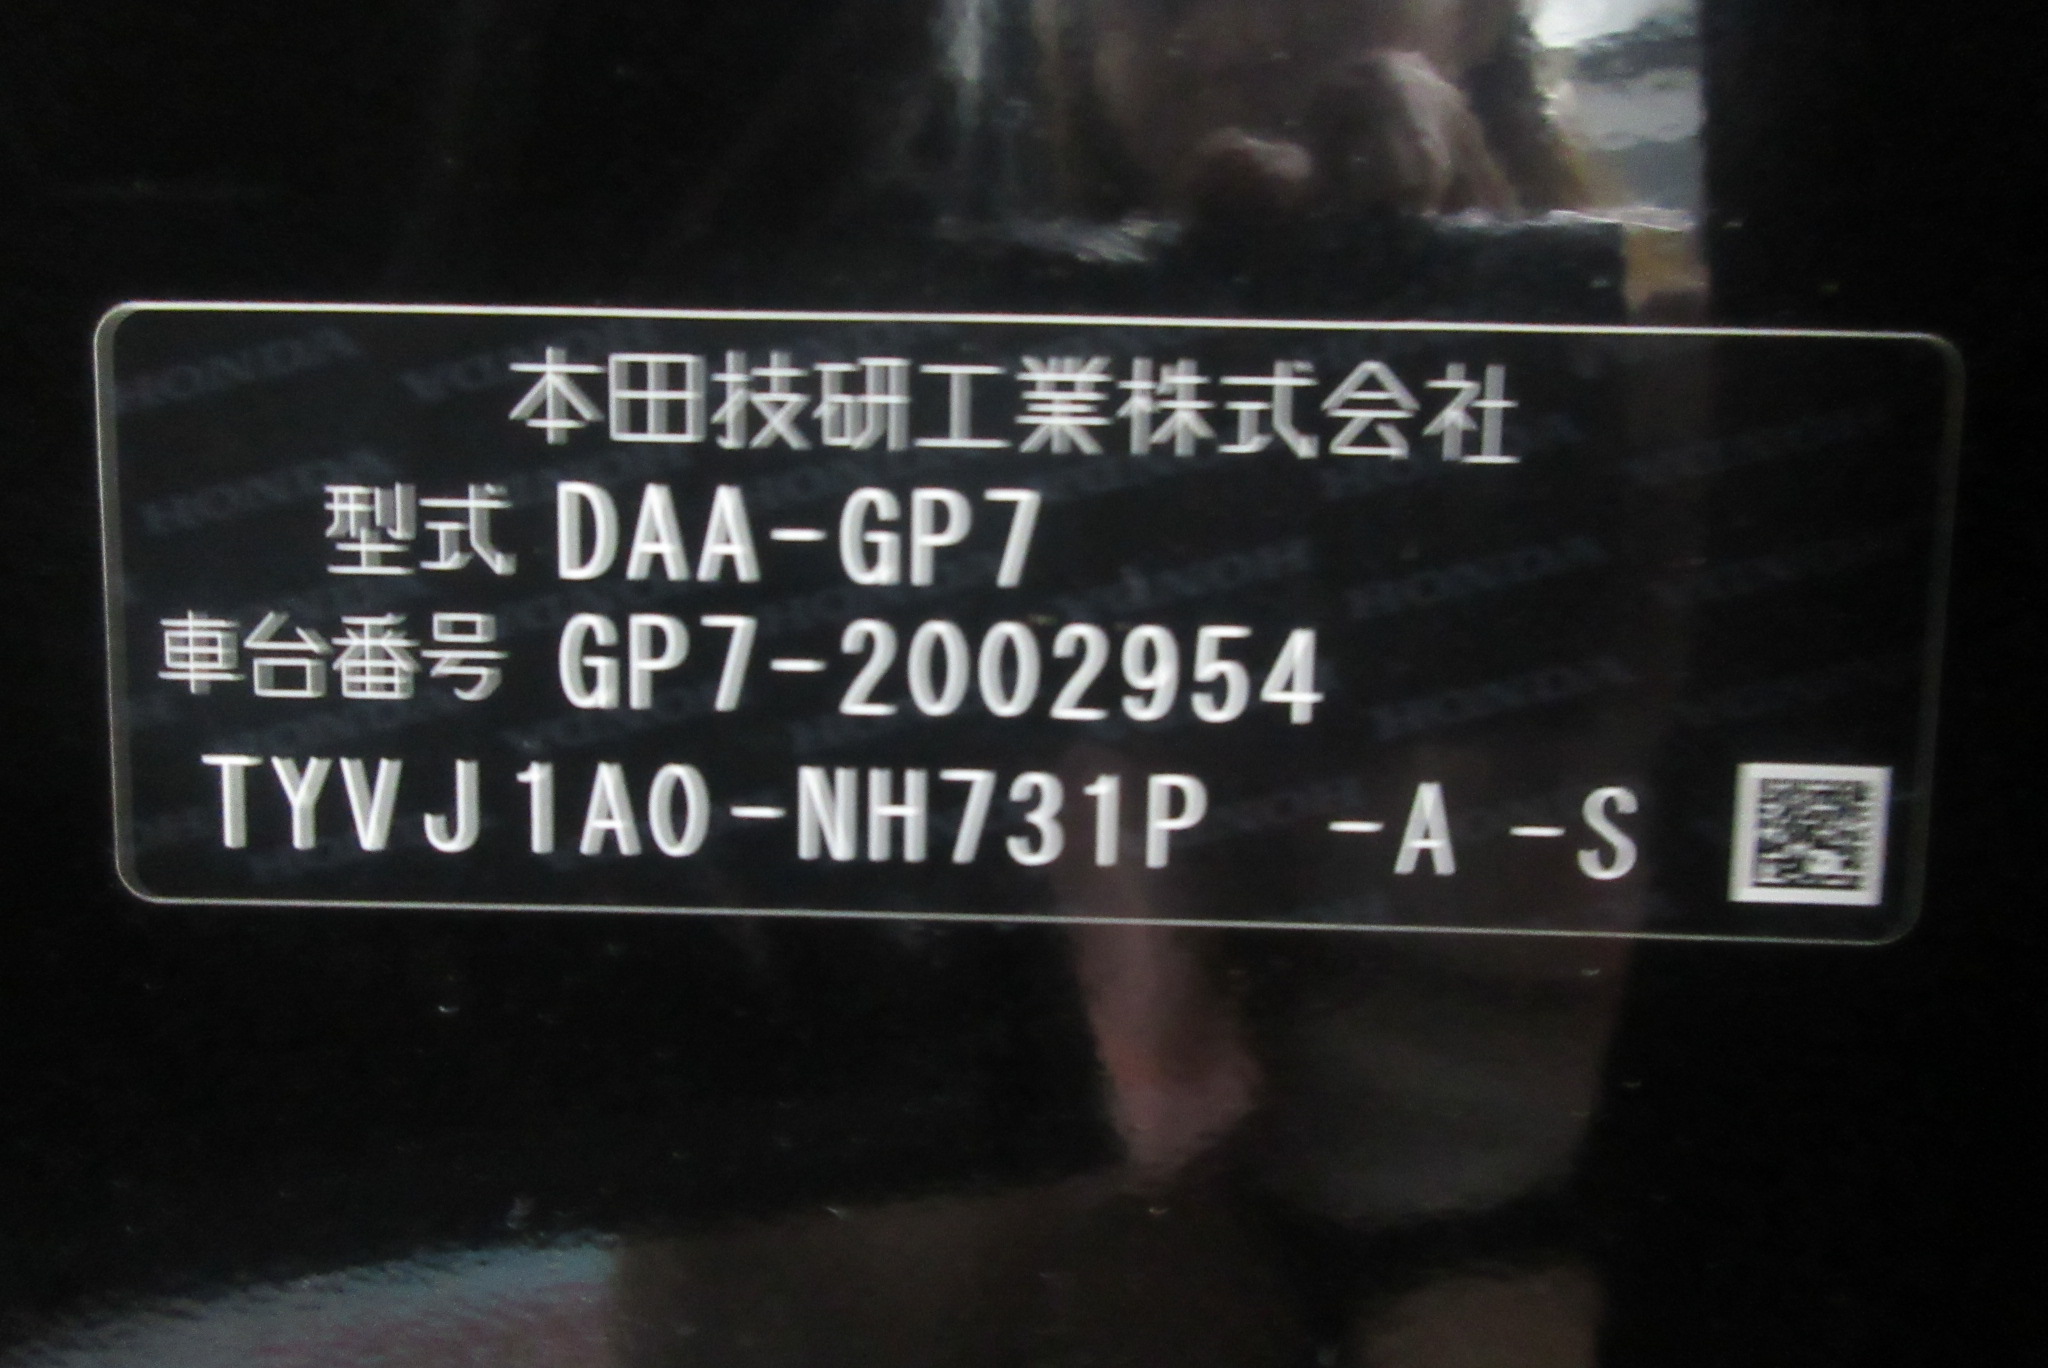 本田技研工業株式会社
型式 DAA-GP7
車台番号 GP7-2002954
TYVJ1A0-NH731P -A -S